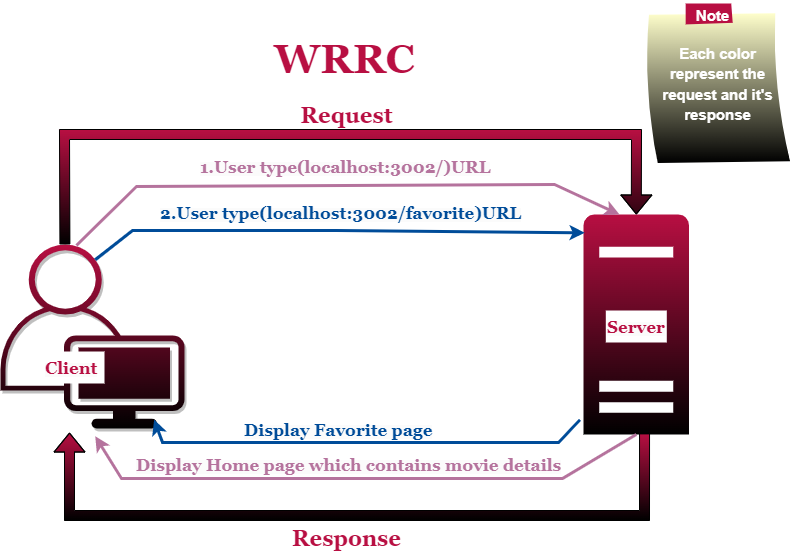 Note
Each color
represent the
request and it's
response
WRRC
Request
1.User type(localhost:3002/)URL
2.User type(localhost:3002/favorite)URL
Server
Client
Display Favorite page
Display Home page which contains movie details
Response